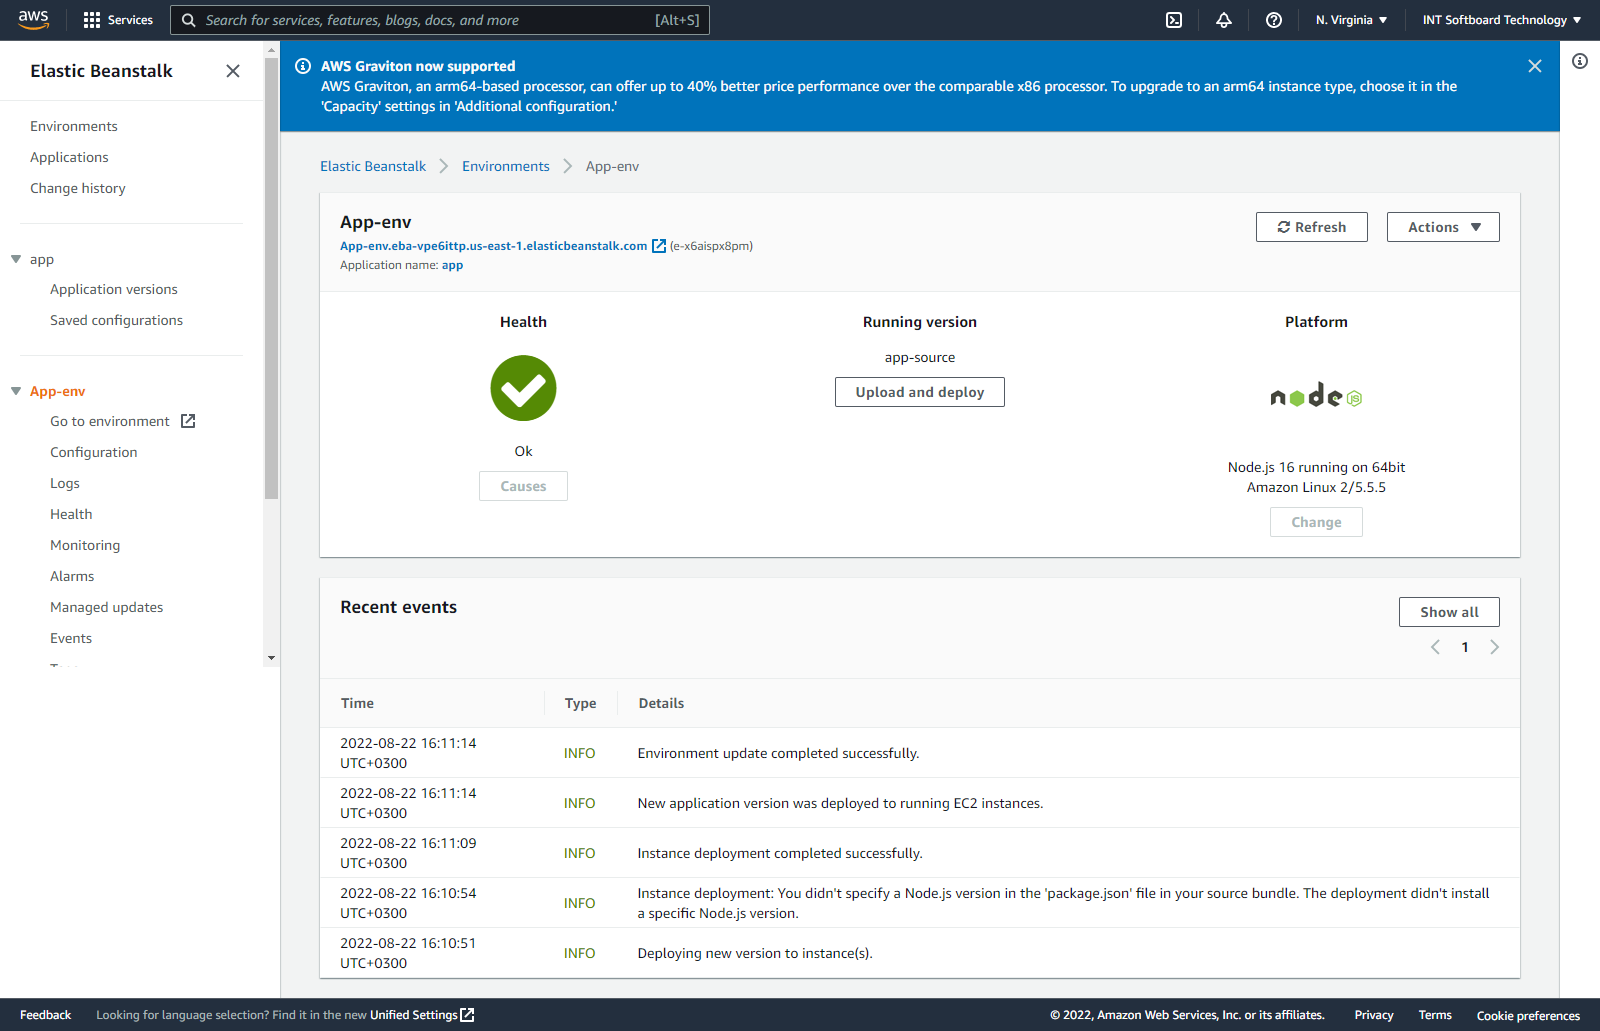 aws
Services
Search for services, features, blogs, docs, and more
[Alt+S]
N. Virginia
INT Softboard Technology
Elastic Beanstalk
Environments
Applications
Change history
app
Application versions
Saved configurations
App-env
Go to environment
Configuration
Logs
Health
Monitoring
Alarms
Managed updates
Events
AWS Graviton now supported
AWS Graviton, an arm64-based processor, can offer up to 40% better price performance over the comparable x86 processor. To upgrade to an arm64 instance type, choose it in the
'Capacity' settings in 'Additional configuration.'
Elastic Beanstalk
Environments
App-env
App-env
App-env.eba-vpe6ittp.us-east-1.elasticbeanstalk.com (e-x6aispx8pm)
Application name: app
Refresh
Actions
Health
Ok
Causes
Running version
app-source
Upload and deploy
Platform
node JS
Node.js 16 running on 64bit
Amazon Linux 2/5.5.5
Change
Recent events
Show all
1
Time
Type
Details
2022-08-22 16:11:14
UTC+0300
INFO
Environment update completed successfully.
2022-08-22 16:11:14
UTC+0300
INFO
New application version was deployed to running EC2 instances.
2022-08-22 16:11:09
UTC+0300
INFO
Instance deployment completed successfully.
2022-08-22 16:10:54
UTC+0300
INFO
Instance deployment: You didn't specify a Node.js version in the 'package.json' file in your source bundle. The deployment didn't install
a specific Node.js version.
2022-08-22 16:10:51
UTC+0300
INFO
Deploying new version to instance(s).
Feedback
Looking for language selection? Find it in the new Unified Settings
© 2022, Amazon Web Services, Inc. or its affiliates.
Privacy
Terms
Cookie preferences